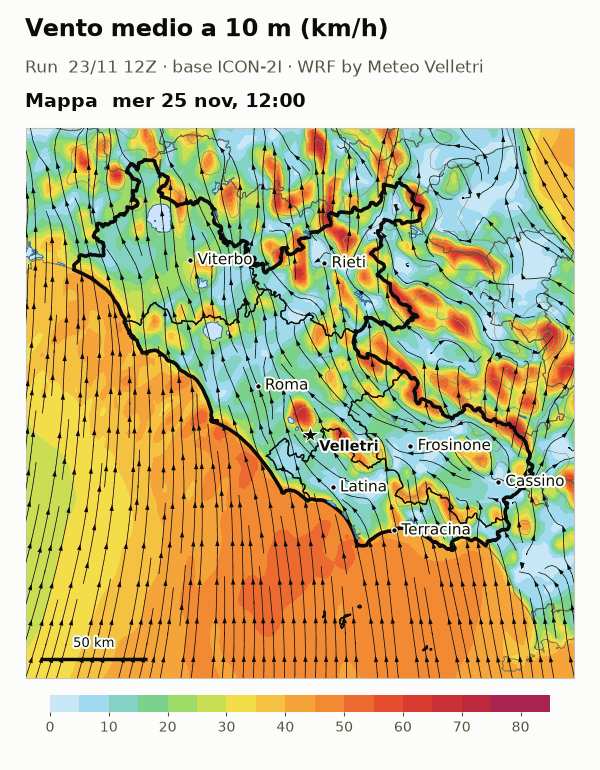 Vento medio a 10 m (km/h)
Run  23/11 12Z · base ICON-2I · WRF by Meteo Velletri
Mappa  mer 25 nov, 12:00
Viterbo
Rieti
Roma
Velletri
Frosinone
Cassino
Latina
Terracina
50 km
0 10 20 30 40 50 60 70 80